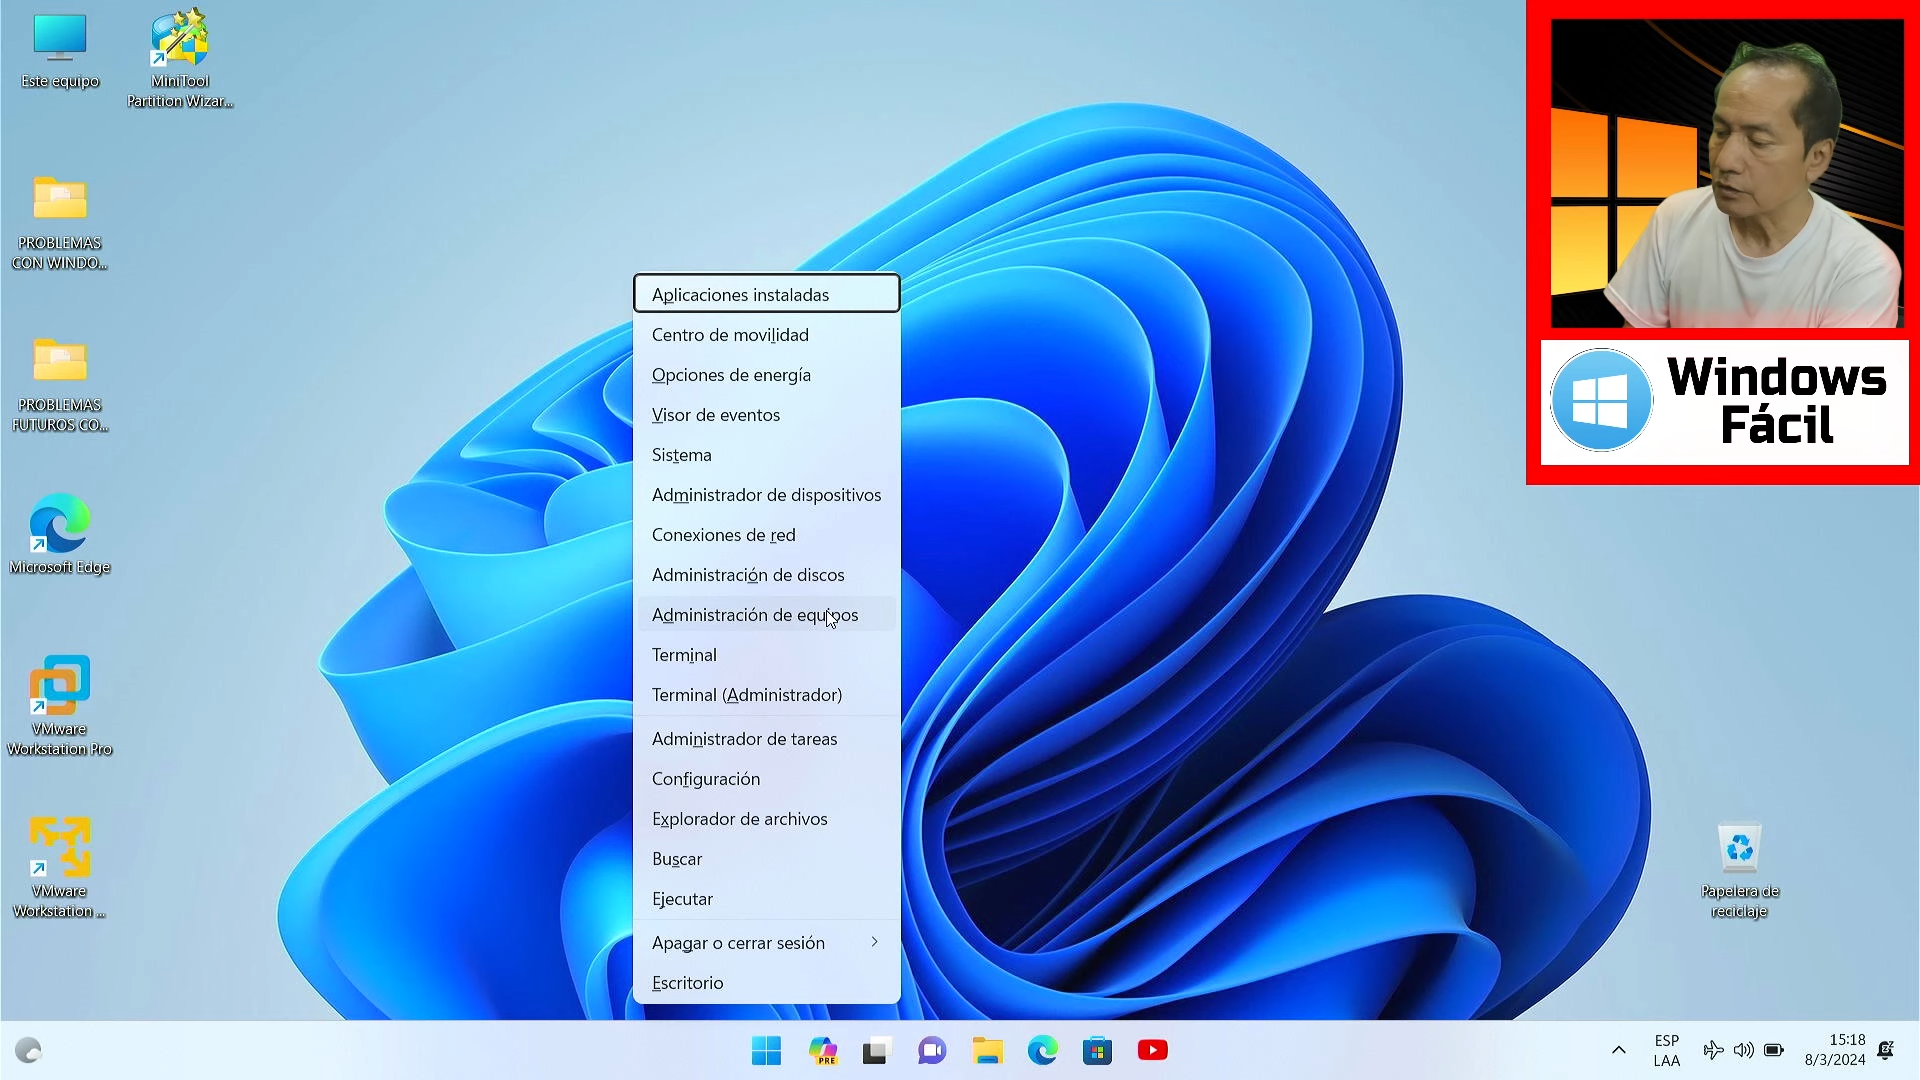 Este equipo
MiniTool
Partition Wizar...
PROBLEMAS
CON WINDO...
PROBLEMAS
FUTUROS CO...
Microsoft Edge
VMware
Workstation Pro
VMware
Workstation ...
Aplicaciones instaladas
Centro de movilidad
Opciones de energía
Visor de eventos
Sistema
Administrador de dispositivos
Conexiones de red
Administración de discos
Administración de equipos
Terminal
Terminal (Administrador)
Administrador de tareas
Configuración
Explorador de archivos
Buscar
Ejecutar
Apagar o cerrar sesión
Escritorio
Windows
Fácil
Papelera de
reciclaje
PRE
ESP
LAA
15:18
8/3/2024